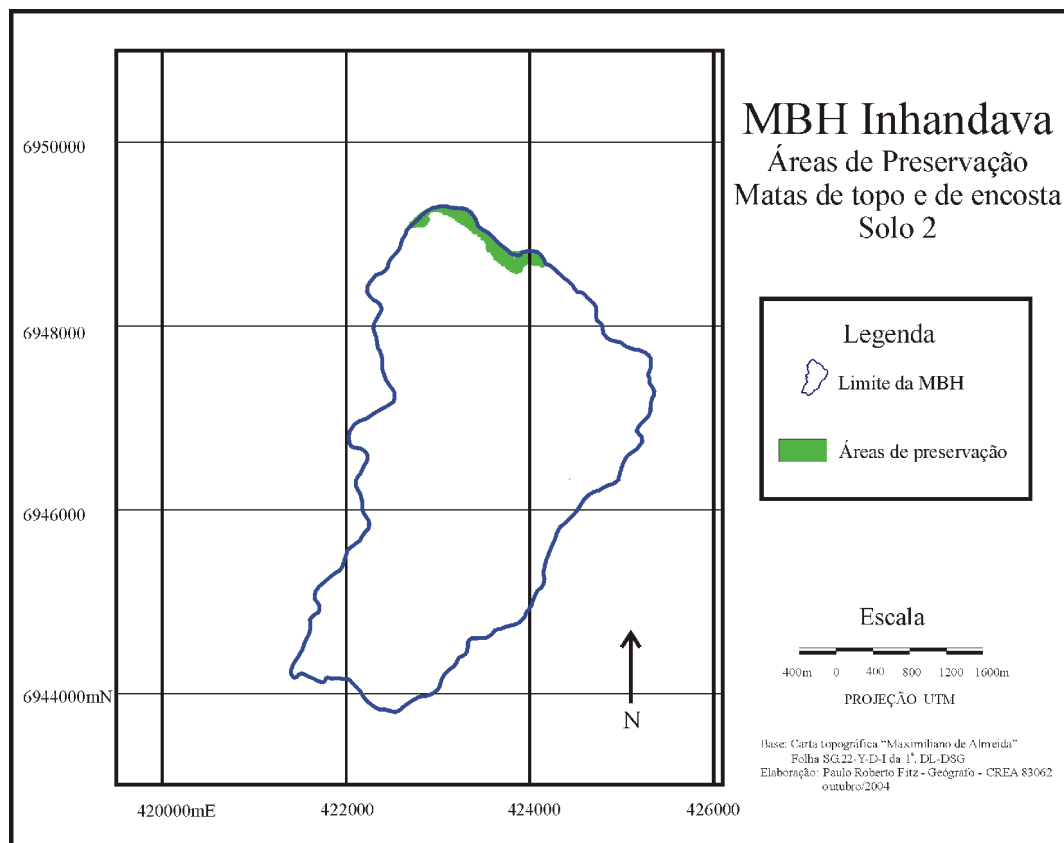 MBH Inhandava
Áreas de Preservação
Matas de topo e de encosta
Solo 2
6950000
6948000
6946000
6944000mN
420000mE
422000
424000
426000
N
Legenda
Limite da MBH
Áreas de preservação
Escala
400m 0 400 800 1200 1600m
PROJEÇÃO UTM
Base: Carta topográfica “Maximiliano de Almeida”
Folha SG.22-Y-D-I da 1ª. DL-DSG
Elaboração: Paulo Roberto Fitz - Geógrafo - CREA 83062
outubro/2004